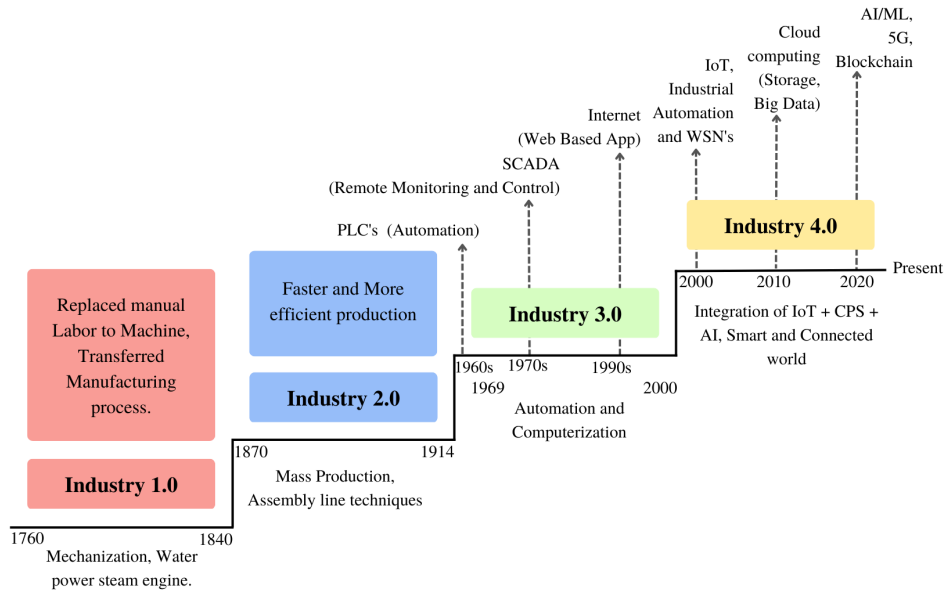 Replaced manual
Labor to Machine,
Transferred
Manufacturing
process.
Industry 1.0
1760
1840
Mechanization, Water
power steam engine.
Faster and More
efficient production
Industry 2.0
1870
1914
Mass Production,
Assembly line techniques
PLC's (Automation)
SCADA
(Remote Monitoring and Control)
Internet
(Web Based App)
Industry 3.0
1960s
1970s
1990s
1969
2000
Automation and
Computerization
IoT,
Industrial
Automation
and WSN's
Cloud
computing
(Storage,
Big Data)
AI/ML,
5G,
Blockchain
Industry 4.0
2000
2010
2020
Present
Integration of IoT + CPS +
AI, Smart and Connected
world